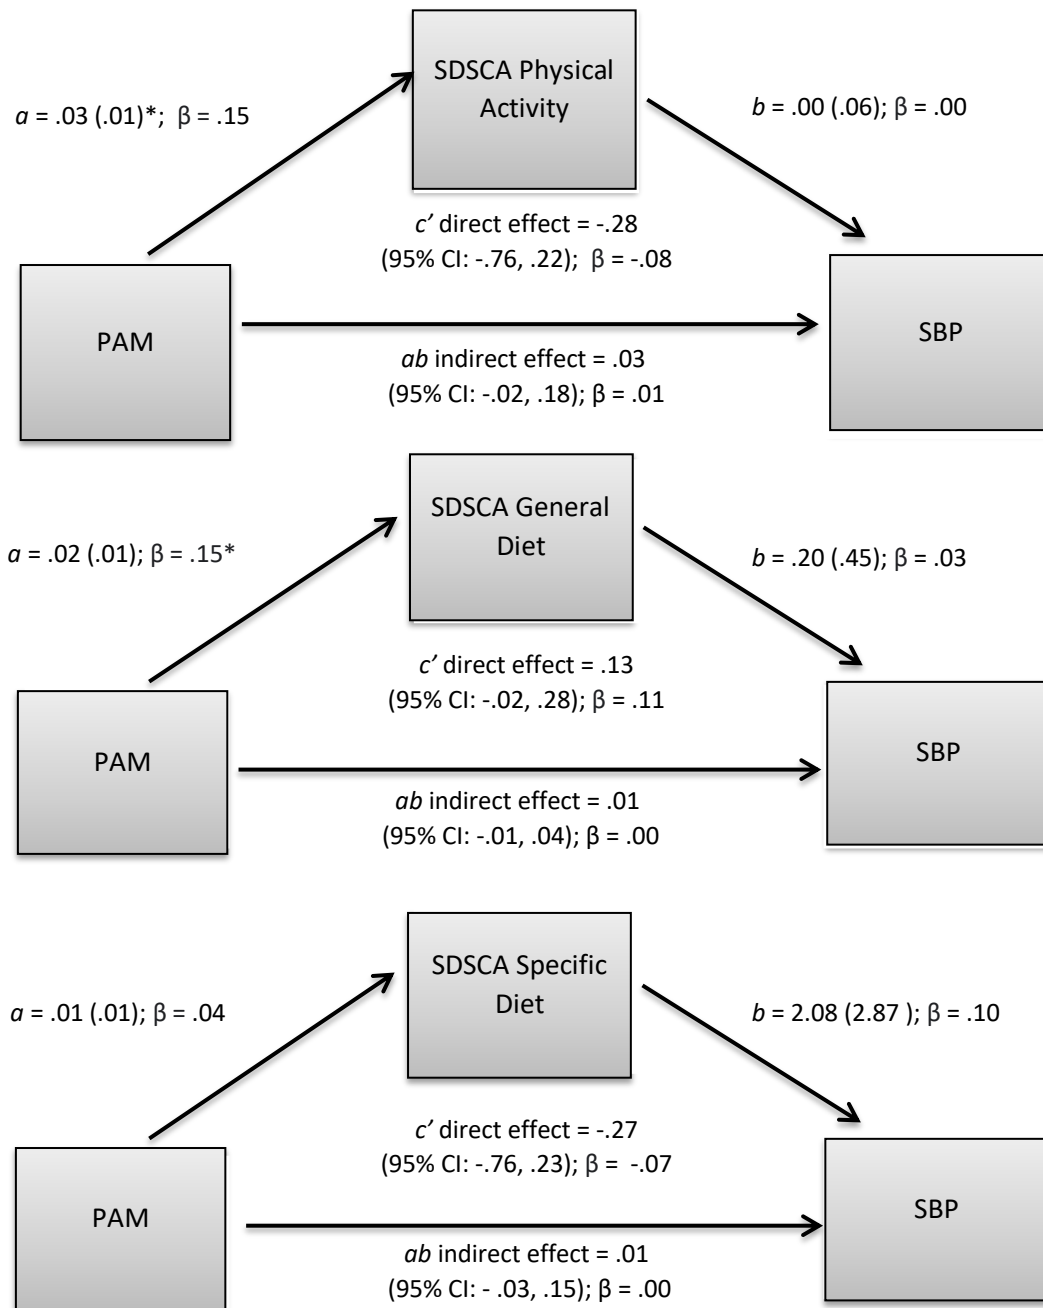 SDSCA Physical
Activity
a = .03 (.01)*; β = .15
b = .00 (.06); β = .00
c' direct effect = -.28
(95% CI: -.76, .22); β = -.08
PAM
SBP
ab indirect effect = .03
(95% CI: -.02, .18); β = .01
SDSCA General
Diet
a = .02 (.01); β = .15*
b = .20 (.45); β = .03
c' direct effect = .13
(95% CI: -.02, .28); β = .11
PAM
SBP
ab indirect effect = .01
(95% CI: -.01, .04); β = .00
SDSCA Specific
Diet
a = .01 (.01); β = .04
b = 2.08 (2.87 ); β = .10
c' direct effect = -.27
(95% CI: -.76, .23); β = -.07
PAM
SBP
ab indirect effect = .01
(95% CI: - .03, .15); β = .00